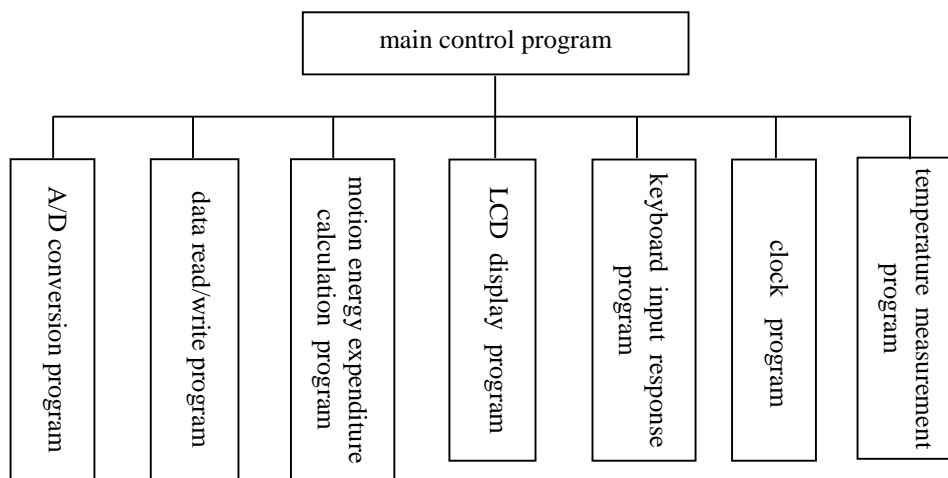 main control program
A/D conversion program
data read/write program
motion energy expenditure
calculation program
LCD display program
keyboard input response
program
clock program
temperature measurement
program